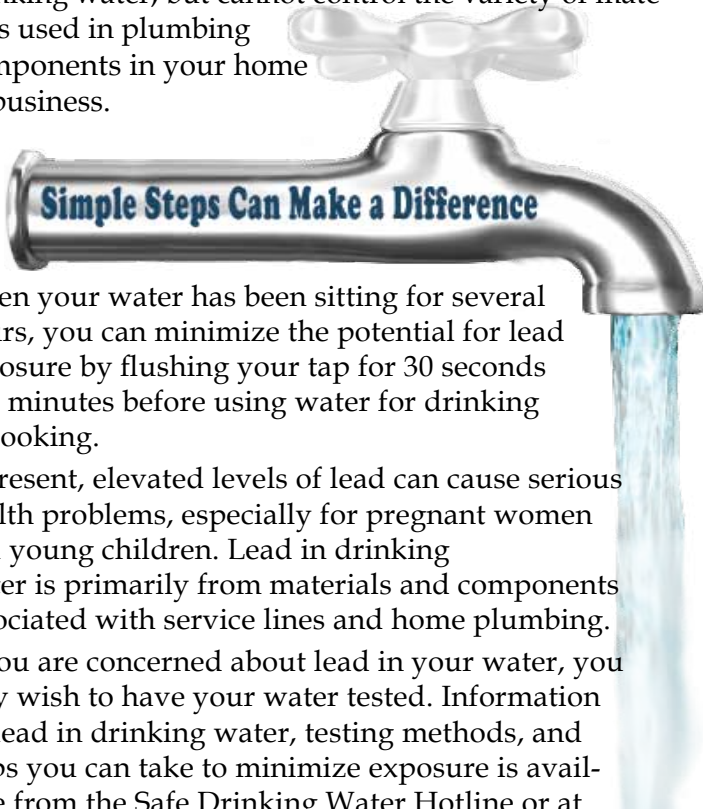 nking water, but cannot control the variety of mate
s used in plumbing
mponents in your home
business.
Simple Steps Can Make a Difference
en your water has been sitting for several
urs, you can minimize the potential for lead
osure by flushing your tap for 30 seconds
minutes before using water for drinking
ooking.
resent, elevated levels of lead can cause serious
lth problems, especially for pregnant women
young children. Lead in drinking
er is primarily from materials and components
ociated with service lines and home plumbing.
ou are concerned about lead in your water, you
y wish to have your water tested. Information
lead in drinking water, testing methods, and
ps you can take to minimize exposure is avail-
e from the Safe Drinking Water Hotline or at